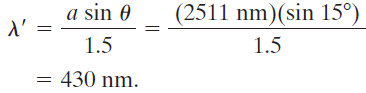 λ′ = a sin θ / 1.5 = (2511 nm)(sin 15°) / 1.5
= 430 nm.